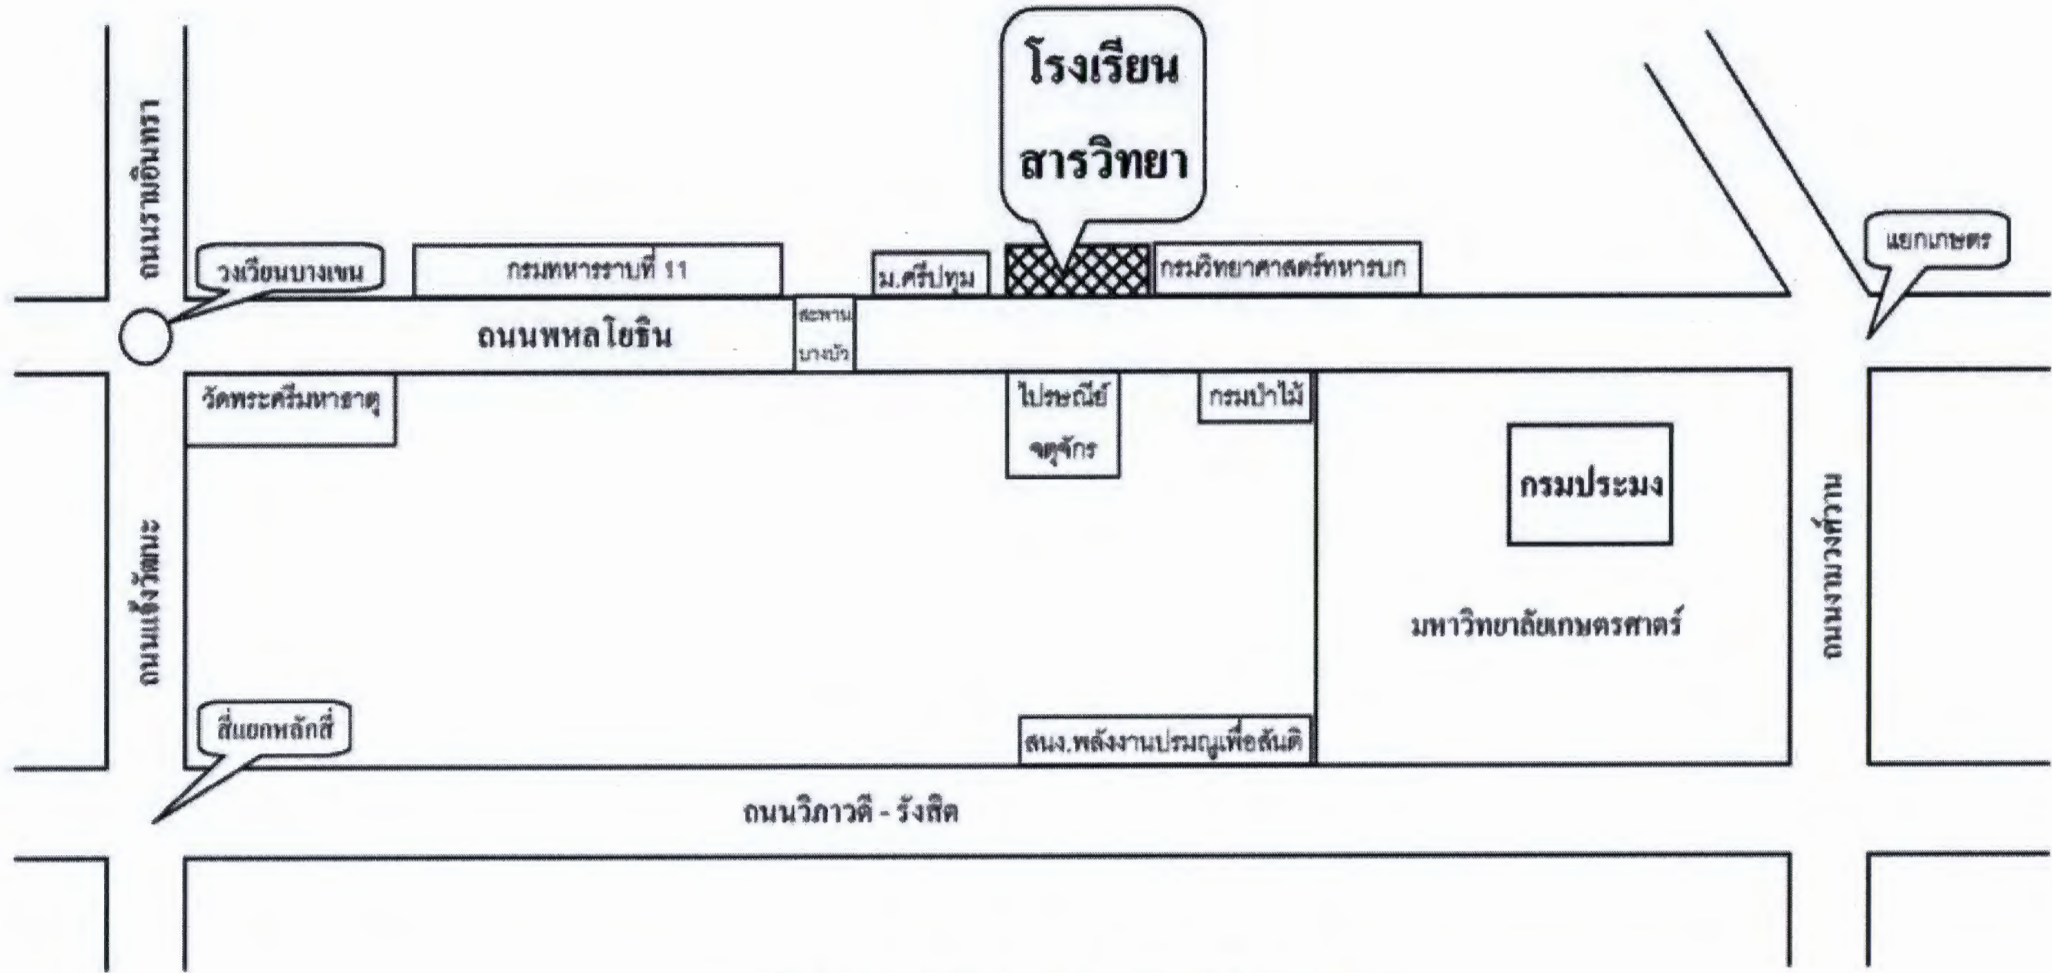 โรงเรียน
สารวิทยา
ถนนรามอินทรา
วงเวียนบางเขน
กรมทหารราบที่ 11
ม.ศรีปทุม
กรมวิทยาศาสตร์ทหารบก
แยกเกษตร
ถนนพหลโยธิน
สะพาน
บางบัว
วัดพระศรีมหาธาตุ
ไปรษณีย์
จตุจักร
กรมป่าไม้
กรมประมง
ถนนแจ้งวัฒนะ
ถนนงามวงศ์วาน
มหาวิทยาลัยเกษตรศาตร์
สี่แยกหลักสี่
สนง.พลังงานปรมณูเพื่อสันติ
ถนนวิภาวดี - รังสิต